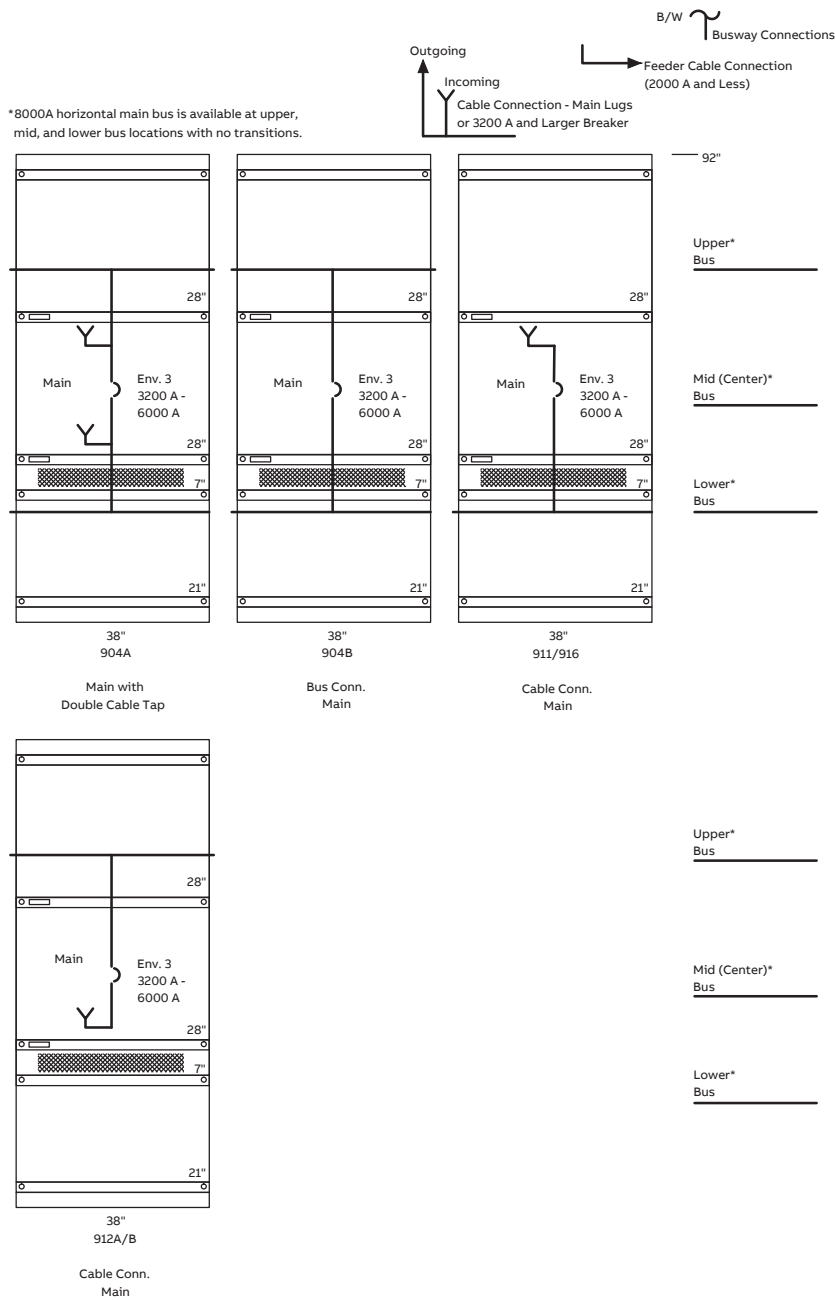 B/W
Busway Connections
Outgoing
Feeder Cable Connection
(2000 A and Less)
Incoming
Cable Connection - Main Lugs
or 3200 A and Larger Breaker
*8000A horizontal main bus is available at upper,
mid, and lower bus locations with no transitions.
92"
28"
Main
Env. 3
3200 A -
6000 A
28"
7"
21"
38"
904A
Main with
Double Cable Tap
28"
Main
Env. 3
3200 A -
6000 A
28"
7"
21"
38"
904B
Bus Conn.
Main
28"
Main
Env. 3
3200 A -
6000 A
28"
7"
21"
38"
911/916
Cable Conn.
Main
Upper*
Bus
Mid (Center)*
Bus
Lower*
Bus
28"
Main
Env. 3
3200 A -
6000 A
28"
7"
21"
38"
912A/B
Cable Conn.
Main
Upper*
Bus
Mid (Center)*
Bus
Lower*
Bus